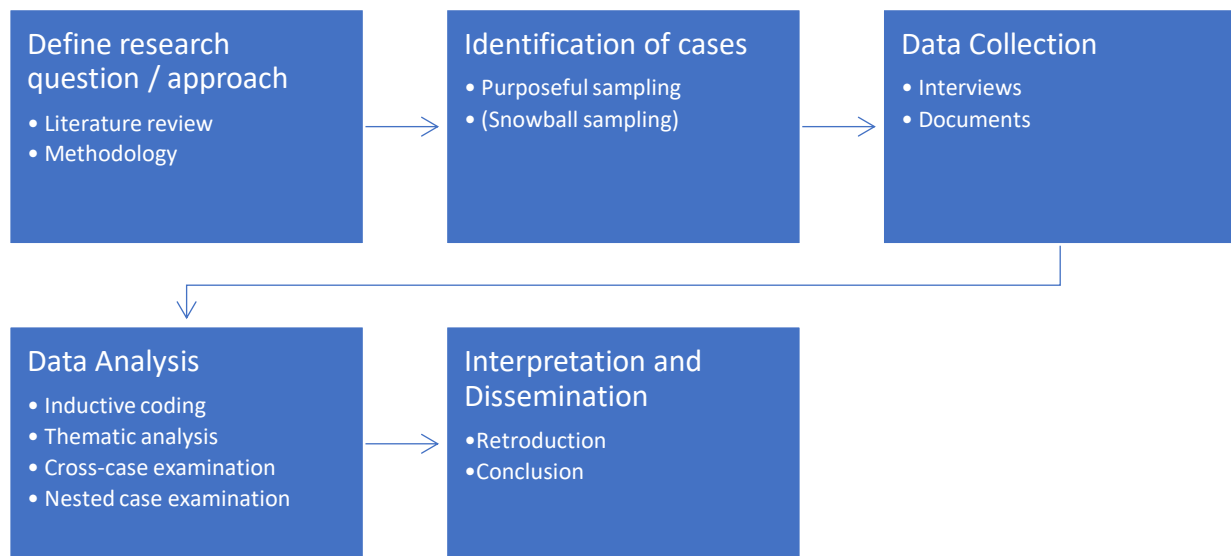 Define research
question / approach
• Literature review
• Methodology
Identification of cases
• Purposeful sampling
• (Snowball sampling)
Data Collection
• Interviews
• Documents
Data Analysis
• Inductive coding
• Thematic analysis
• Cross-case examination
• Nested case examination
Interpretation and
Dissemination
•Retroduction
•Conclusion